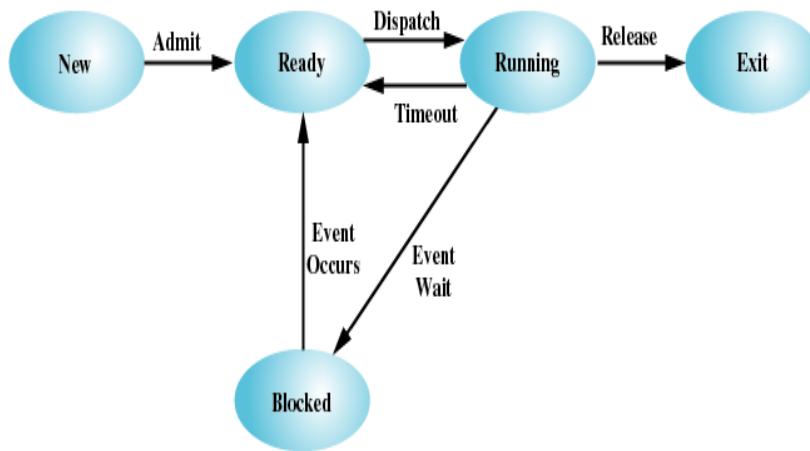 Dispatch
Admit
Release
New
Ready
Running
Exit
Timeout
Event
Occurs
Event
Wait
Blocked